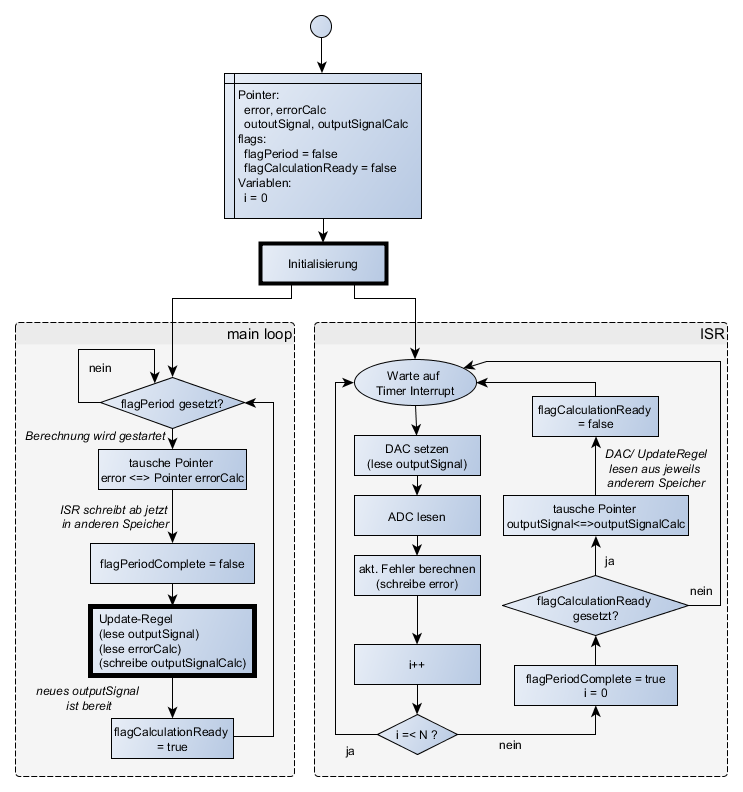 Pointer:
error, errorCalc
outoutSignal, outputSignalCalc
flags:
flagPeriod = false
flagCalculationReady = false
Variablen:
i = 0
Initialisierung
main loop
nein
flagPeriod gesetzt?
Berechnung wird gestartet
tausche Pointer
error <=> Pointer errorCalc
ISR schreibt ab jetzt
in anderen Speicher
flagPeriodComplete = false
Update-Regel
(lese outputSignal)
(lese errorCalc)
(schreibe outputSignalCalc)
neues outputSignal
ist bereit
flagCalculationReady
= true
ISR
Warte auf
Timer Interrupt
DAC setzen
(lese outputSignal)
ADC lesen
akt. Fehler berechnen
(schreibe error)
i++
i =< N ?
ja
nein
flagPeriodComplete = true
i = 0
flagCalculationReady
gesetzt?
nein
ja
tausche Pointer
outputSignal<=>outputSignalCalc
DAC/ UpdateRegel
lesen aus jeweils
anderem Speicher
flagCalculationReady
= false